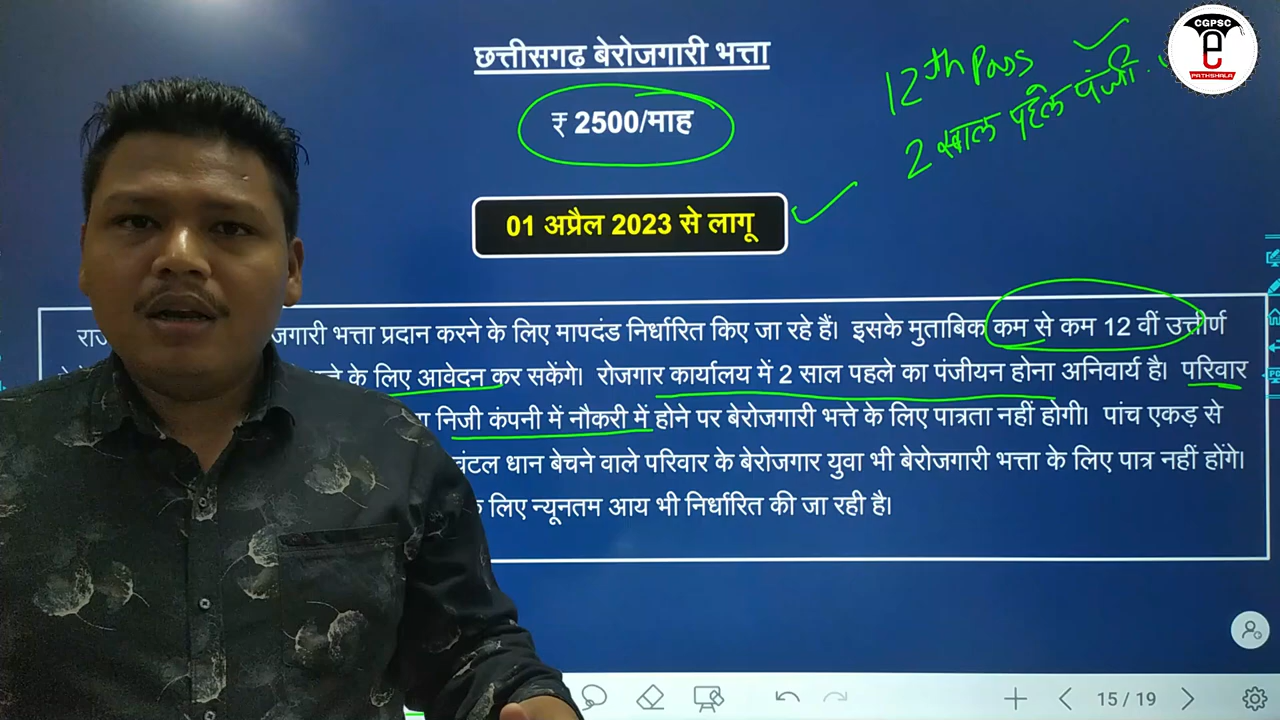 छत्तीसगढ़ बेरोजगारी भत्ता
₹ 2500/माह
12th Pass
2 साल पहले पंजी.
CGPSC
e
PATHSHALA
01 अप्रैल 2023 से लागू
भत्ता प्रदान करने के लिए मापदंड निर्धारित किए जा रहे हैं। इसके मुताबिक कम से कम 12 वीं उत्तीर्ण
के लिए आवेदन कर सकेंगे। रोजगार कार्यालय में 2 साल पहले का पंजीयन होना अनिवार्य है। परिवार
निजी कंपनी में नौकरी में होने पर बेरोजगारी भत्ते के लिए पात्रता नहीं होगी। पांच एकड़ से
धान बेचने वाले परिवार के बेरोजगार युवा भी बेरोजगारी भत्ता के लिए पात्र नहीं होंगे।
लिए न्यूनतम आय भी निर्धारित की जा रही है।
15 / 19